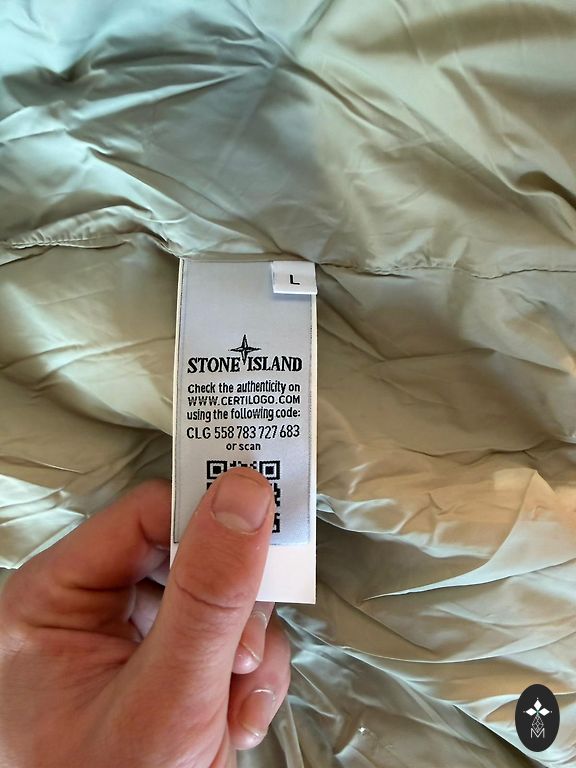 L
STONE ISLAND
Check the authenticity on
WWW.CERTILOGO.COM
using the following code:
CLG 558 783 727 683
or scan
M